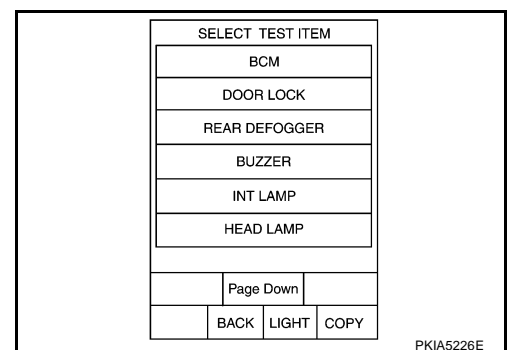 SELECT TEST ITEM
BCM
DOOR LOCK
REAR DEFOGGER
BUZZER
INT LAMP
HEAD LAMP
Page Down
BACK LIGHT COPY
PKIA5226E